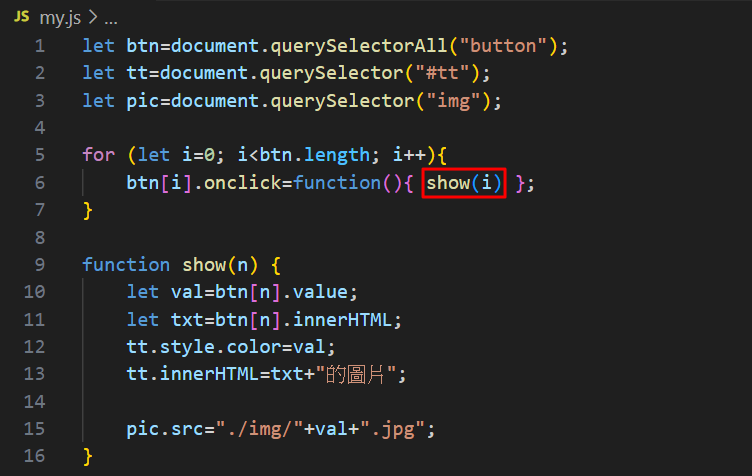 JS my.js > ...
1 let btn=document.querySelectorAll("button");
2 let tt=document.querySelector("#tt");
3 let pic=document.querySelector("img");
4
5 for (let i=0; i<btn.length; i++){
6     btn[i].onclick=function(){ show(i) };
7 }
8
9 function show(n) {
10     let val=btn[n].value;
11     let txt=btn[n].innerHTML;
12     tt.style.color=val;
13     tt.innerHTML=txt+"的圖片";
14
15     pic.src="./img/"+val+".jpg";
16 }